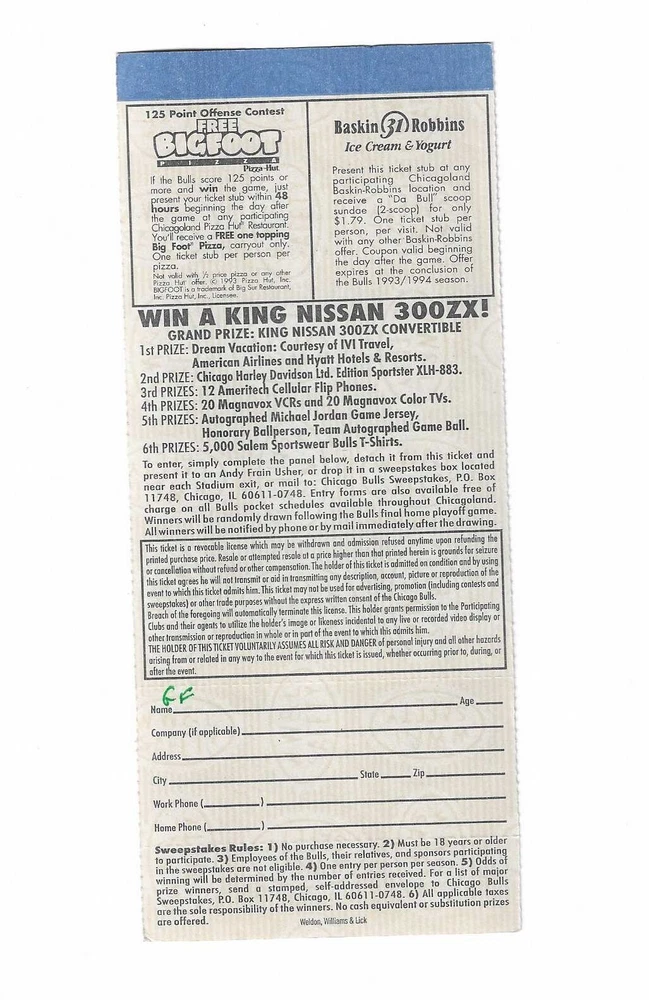 125 Point Offense Contest
FREE
BIGFOOT
PIZZA
Pizza Hut
If the Bulls score 125 points or
more and win the game, just
present your ticket stub within 48
hours beginning the day after
the game at any participating
Chicagoland Pizza Hut® Restaurant.
You'll receive a FREE one topping
Big Foot® Pizza, carryout only.
One ticket stub per person per
pizza.
Not valid with ½ price pizza or any other
Pizza Hut® offer. © 1993 Pizza Hut, Inc.
BIGFOOT is a trademark of Big Sur Restaurant,
Inc. Pizza Hut, Inc., Licensee.
Baskin 31 Robbins
Ice Cream & Yogurt
Present this ticket stub at any
participating Chicagoland
Baskin-Robbins location and
receive a "Da Bull" scoop
sundae (2-scoop) for only
$1.79. One ticket stub per
person, per visit. Not valid
with any other Baskin-Robbins
offer. Coupon valid beginning
the day after the game. Offer
expires at the conclusion of
the Bulls 1993/1994 season.
WIN A KING NISSAN 300ZX!
GRAND PRIZE: KING NISSAN 300ZX CONVERTIBLE
1st PRIZE: Dream Vacation: Courtesy of IVI Travel,
American Airlines and Hyatt Hotels & Resorts.
2nd PRIZE: Chicago Harley Davidson Ltd. Edition Sportster XLH-883.
3rd PRIZES: 12 Ameritech Cellular Flip Phones.
4th PRIZES: 20 Magnavox VCRs and 20 Magnavox Color TVs.
5th PRIZES: Autographed Michael Jordan Game Jersey,
Honorary Ballperson, Team Autographed Game Ball.
6th PRIZES: 5,000 Salem Sportswear Bulls T-Shirts.
To enter, simply complete the panel below, detach it from this ticket and
present it to an Andy Frain Usher, or drop it in a sweepstakes box located
near each Stadium exit, or mail to: Chicago Bulls Sweepstakes, P.O. Box
11748, Chicago, IL 60611-0748. Entry forms are also available free of
charge on all Bulls pocket schedules available throughout Chicagoland.
Winners will be randomly drawn following the Bulls final home playoff game.
All winners will be notified by phone or by mail immediately after the drawing.
This ticket is a revocable license which may be withdrawn and admission refused anytime upon refunding the
printed purchase price. Resale or attempted resale at a price higher than that printed herein is grounds for seizure
or cancellation without refund or other compensation. The holder of this ticket is admitted on condition and by using
this ticket agrees he will not transmit or aid in transmitting any description, account, picture or reproduction of the
event to which this ticket admits him. This ticket may not be used for advertising, promotion (including contests and
sweepstakes) or other trade purposes without the express written consent of the Chicago Bulls.
Breach of the foregoing will automatically terminate this license. This holder grants permission to the Participating
Clubs and their agents to utilize the holder's image or likeness incidental to any live or recorded video display or
other transmission or reproduction in whole or in part of the event to which this admits him.
THE HOLDER OF THIS TICKET VOLUNTARILY ASSUMES ALL RISK AND DANGER of personal injury and all other hazards
arising from or related in any way to the event for which this ticket is issued, whether occurring prior to, during, or
after the event.
GF
Name Age
Company (if applicable)
Address
City State Zip
Work Phone ( )
Home Phone ( )
Sweepstakes Rules: 1) No purchase necessary. 2) Must be 18 years or older
to participate. 3) Employees of the Bulls, their relatives, and sponsors participating
in the sweepstakes are not eligible. 4) One entry per person per season. 5) Odds of
winning will be determined by the number of entries received. For a list of major
prize winners, send a stamped, self-addressed envelope to Chicago Bulls
Sweepstakes, P.O. Box 11748, Chicago, IL 60611-0748. 6) All applicable taxes
are the sole responsibility of the winners. No cash equivalent or substitution prizes
are offered.
Weldon, Williams & Lick